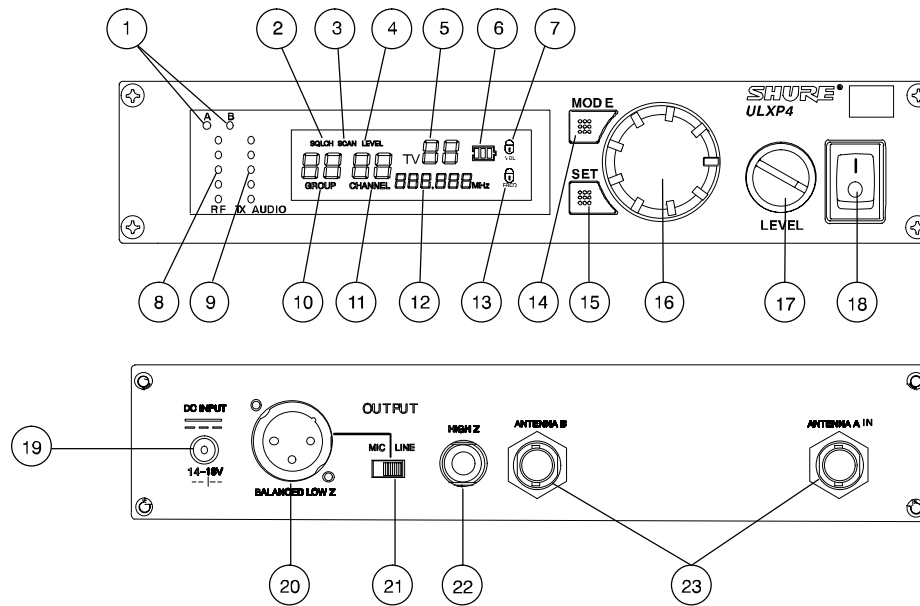 1 2 3 4 5 6 7
SHURE®
ULXP4
MODE
A B
SQLCH SCAN LEVEL
TV
VOL
SET
GROUP CHANNEL MHz
FREQ
RF TX AUDIO
LEVEL
8 9 10 11 12 13 14 15 16 17 18
DC INPUT
OUTPUT
HIGH Z
ANTENNA B
ANTENNA A IN
MIC LINE
19
14-18V
BALANCED LOW Z
20 21 22 23